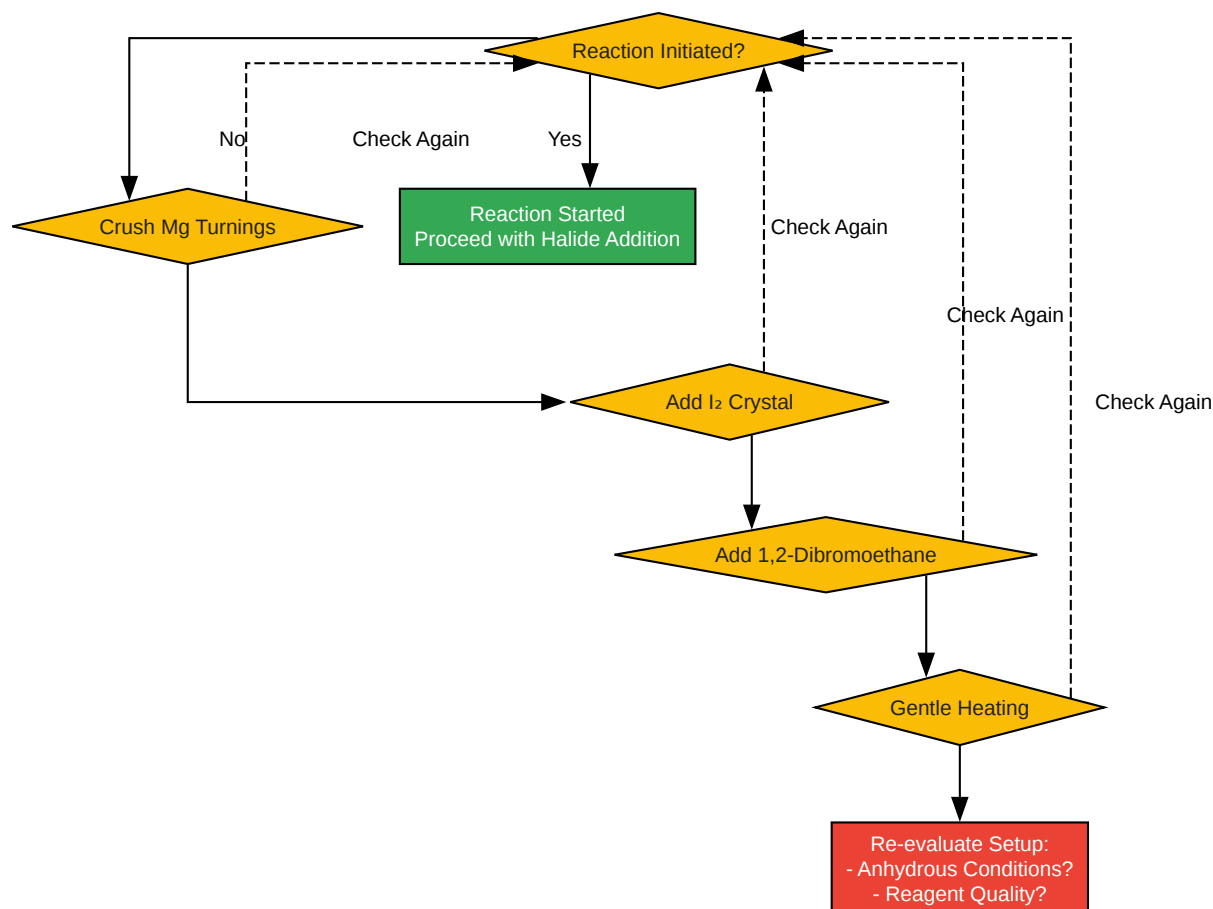 Reaction Initiated?
No
Check Again
Yes
Crush Mg Turnings
Reaction Started
Proceed with Halide Addition
Check Again
Check Again
Add I₂ Crystal
Check Again
Add 1,2-Dibromoethane
Gentle Heating
Re-evaluate Setup:
- Anhydrous Conditions?
- Reagent Quality?